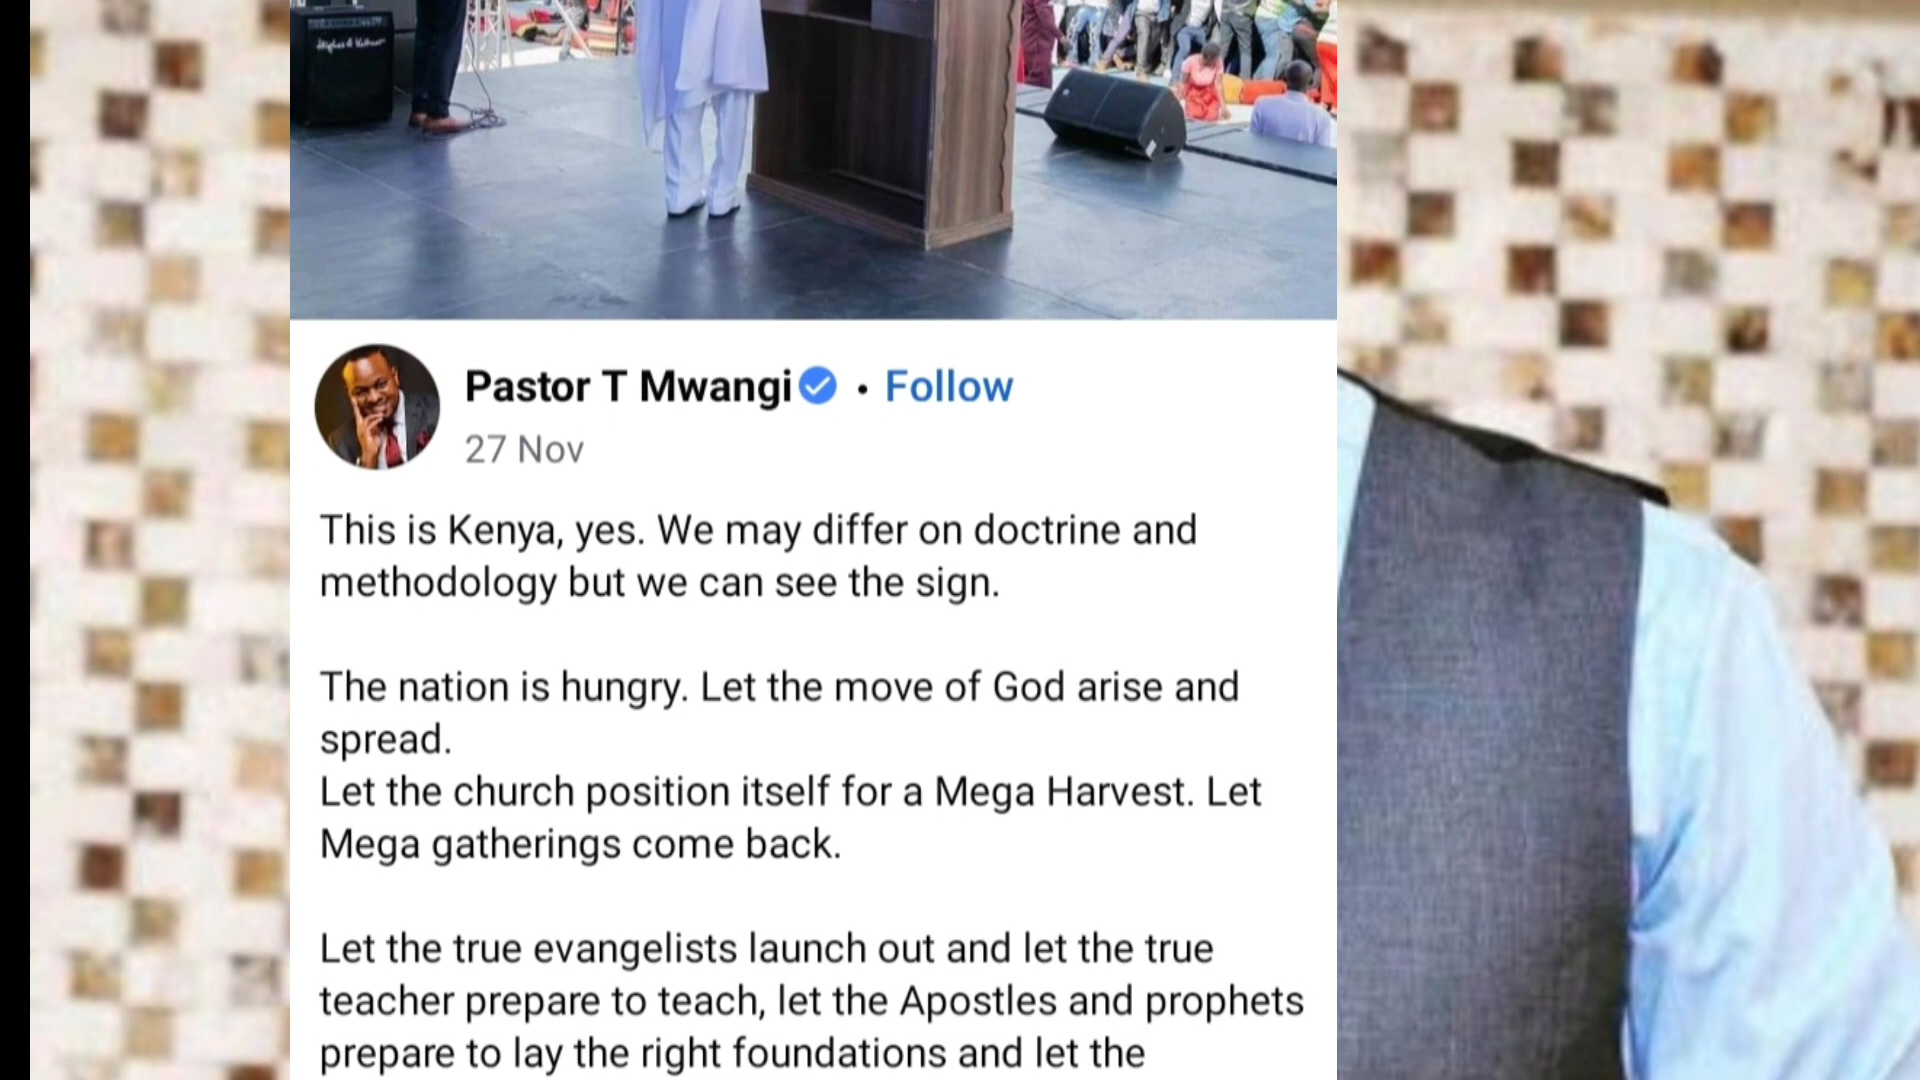 Pastor T Mwangi • Follow
27 Nov
This is Kenya, yes. We may differ on doctrine and
methodology but we can see the sign.
The nation is hungry. Let the move of God arise and
spread.
Let the church position itself for a Mega Harvest. Let
Mega gatherings come back.
Let the true evangelists launch out and let the true
teacher prepare to teach, let the Apostles and prophets
prepare to lay the right foundations and let the